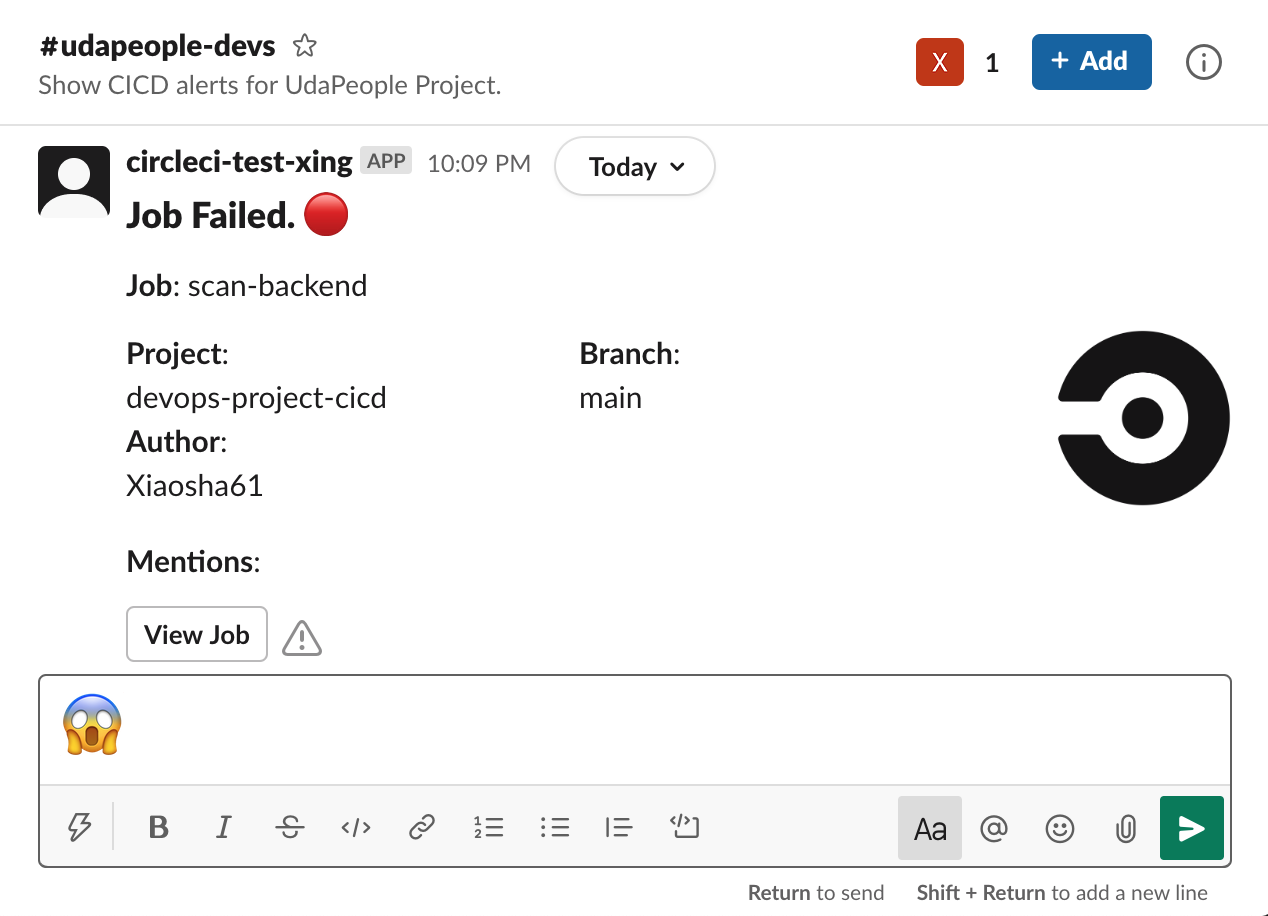 #udapeople-devs
Show CICD alerts for UdaPeople Project.
X 1 + Add
circleci-test-xing APP 10:09 PM Today
Job Failed.
Job: scan-backend
Project: Branch:
devops-project-cicd main
Author:
Xiaosha61
Mentions:
View Job
B I S </> Aa @
Return to send Shift + Return to add a new line